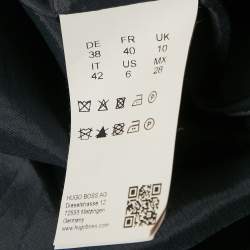 DE FR UK
38 40 10
IT US MX
42 6 28
HUGO BOSS AG
Dieselstrasse 12
72555 Metzingen
Germany
www.hugoboss.com